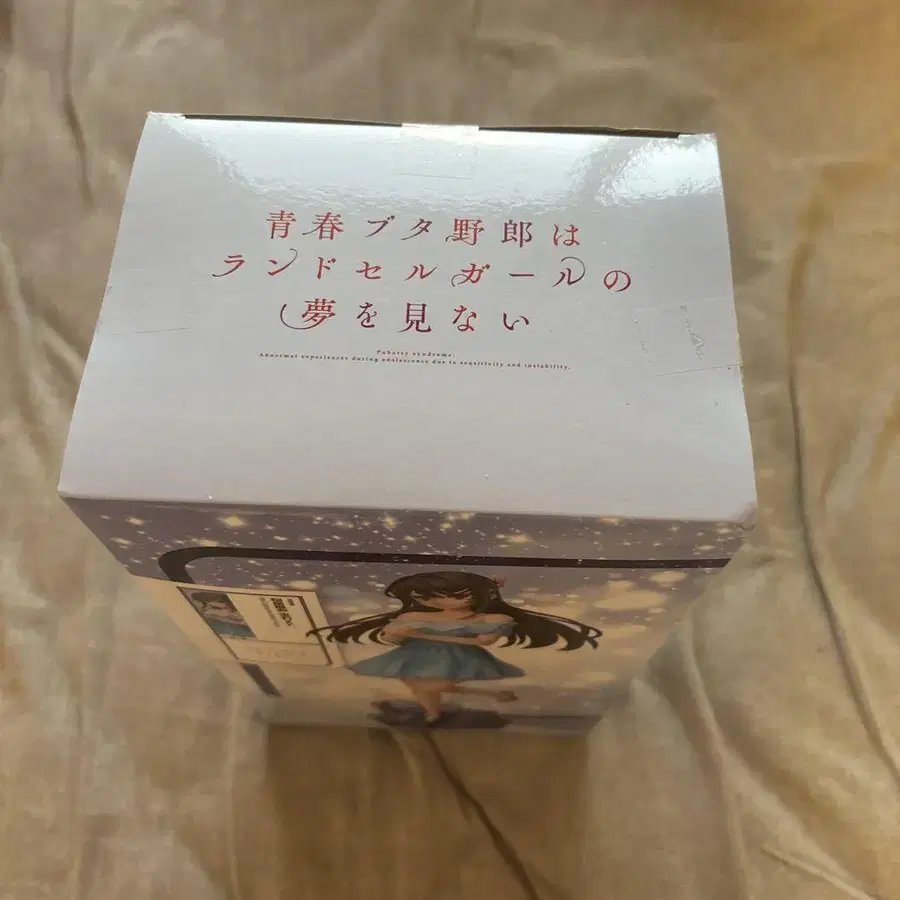 青春ブタ野郎は
ランドセルガールの
夢を見ない
Puberty syndrome:
Abnormal experiences during adolescence due to sensitivity and instability.